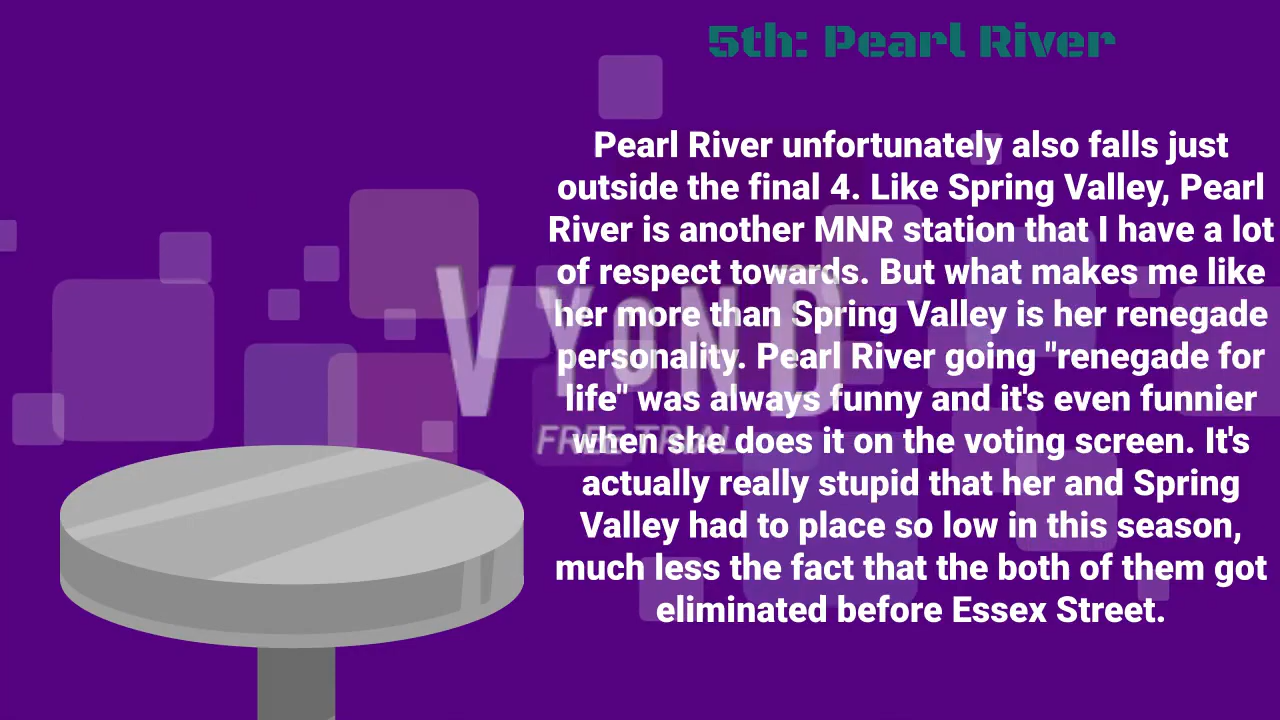 5th: Pearl River
Pearl River unfortunately also falls just
outside the final 4. Like Spring Valley, Pearl
River is another MNR station that I have a lot
of respect towards. But what makes me like
her more than Spring Valley is her renegade
personality. Pearl River going "renegade for
life" was always funny and it's even funnier
when she does it on the voting screen. It's
actually really stupid that her and Spring
Valley had to place so low in this season,
much less the fact that the both of them got
eliminated before Essex Street.
VYOND
FREE TRIAL